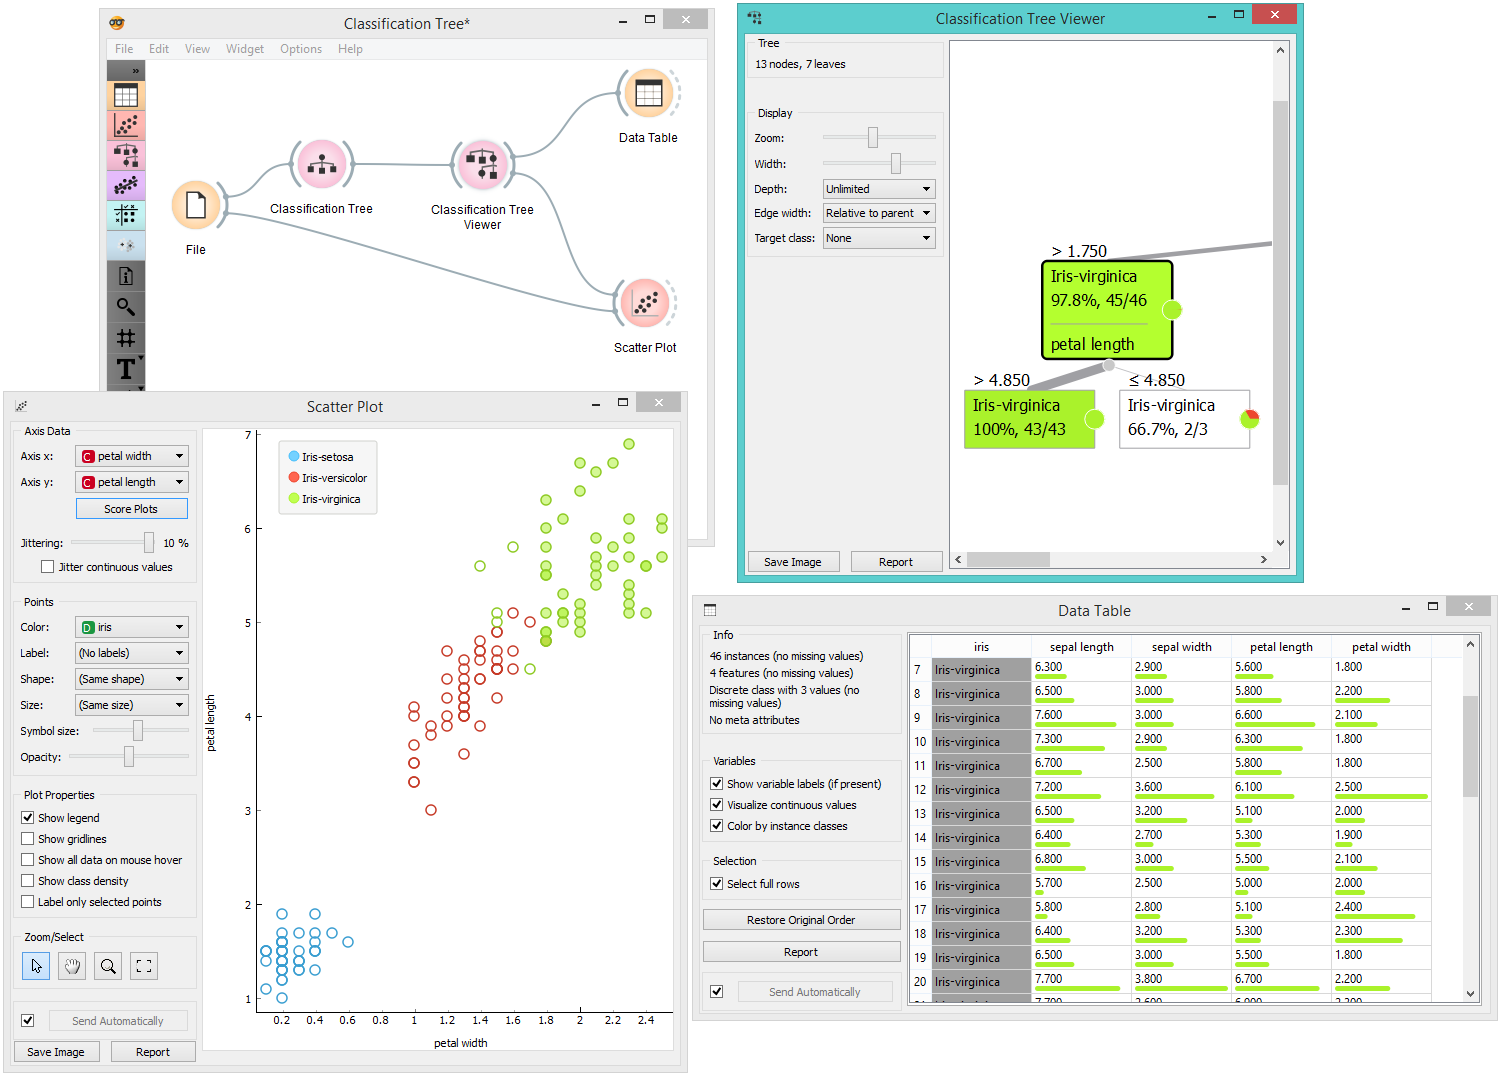 Classification Tree*
File Edit View Widget Options Help
»
File
Classification Tree
Classification Tree
Viewer
Data Table
Scatter Plot
T
Classification Tree Viewer
Tree
13 nodes, 7 leaves
Display
Zoom:
Width:
Depth: Unlimited
Edge width: Relative to parent
Target class: None
Save Image Report
> 1.750
Iris-virginica
97.8%, 45/46
petal length
> 4.850
Iris-virginica
100%, 43/43
≤ 4.850
Iris-virginica
66.7%, 2/3
Scatter Plot
Axis Data
Axis x: C petal width
Axis y: C petal length
Score Plots
Jittering: 10 %
Jitter continuous values
Points
Color: D iris
Label: (No labels)
Shape: (Same shape)
Size: (Same size)
Symbol size:
Opacity:
Plot Properties
Show legend
Show gridlines
Show all data on mouse hover
Show class density
Label only selected points
Zoom/Select
Send Automatically
Save Image Report
Iris-setosa
Iris-versicolor
Iris-virginica
7
6
5
4
3
2
1
petal length
0.2 0.4 0.6 0.8 1 1.2 1.4 1.6 1.8 2 2.2 2.4
petal width
Data Table
Info
46 instances (no missing values)
4 features (no missing values)
Discrete class with 3 values (no
missing values)
No meta attributes
Variables
Show variable labels (if present)
Visualize continuous values
Color by instance classes
Selection
Select full rows
Restore Original Order
Report
Send Automatically
iris sepal length sepal width petal length petal width
7 Iris-virginica 6.300 2.900 5.600 1.800
8 Iris-virginica 6.500 3.000 5.800 2.200
9 Iris-virginica 7.600 3.000 6.600 2.100
10 Iris-virginica 7.300 2.900 6.300 1.800
11 Iris-virginica 6.700 2.500 5.800 1.800
12 Iris-virginica 7.200 3.600 6.100 2.500
13 Iris-virginica 6.500 3.200 5.100 2.000
14 Iris-virginica 6.400 2.700 5.300 1.900
15 Iris-virginica 6.800 3.000 5.500 2.100
16 Iris-virginica 5.700 2.500 5.000 2.000
17 Iris-virginica 5.800 2.800 5.100 2.400
18 Iris-virginica 6.400 3.200 5.300 2.300
19 Iris-virginica 6.500 3.000 5.500 1.800
20 Iris-virginica 7.700 3.800 6.700 2.200